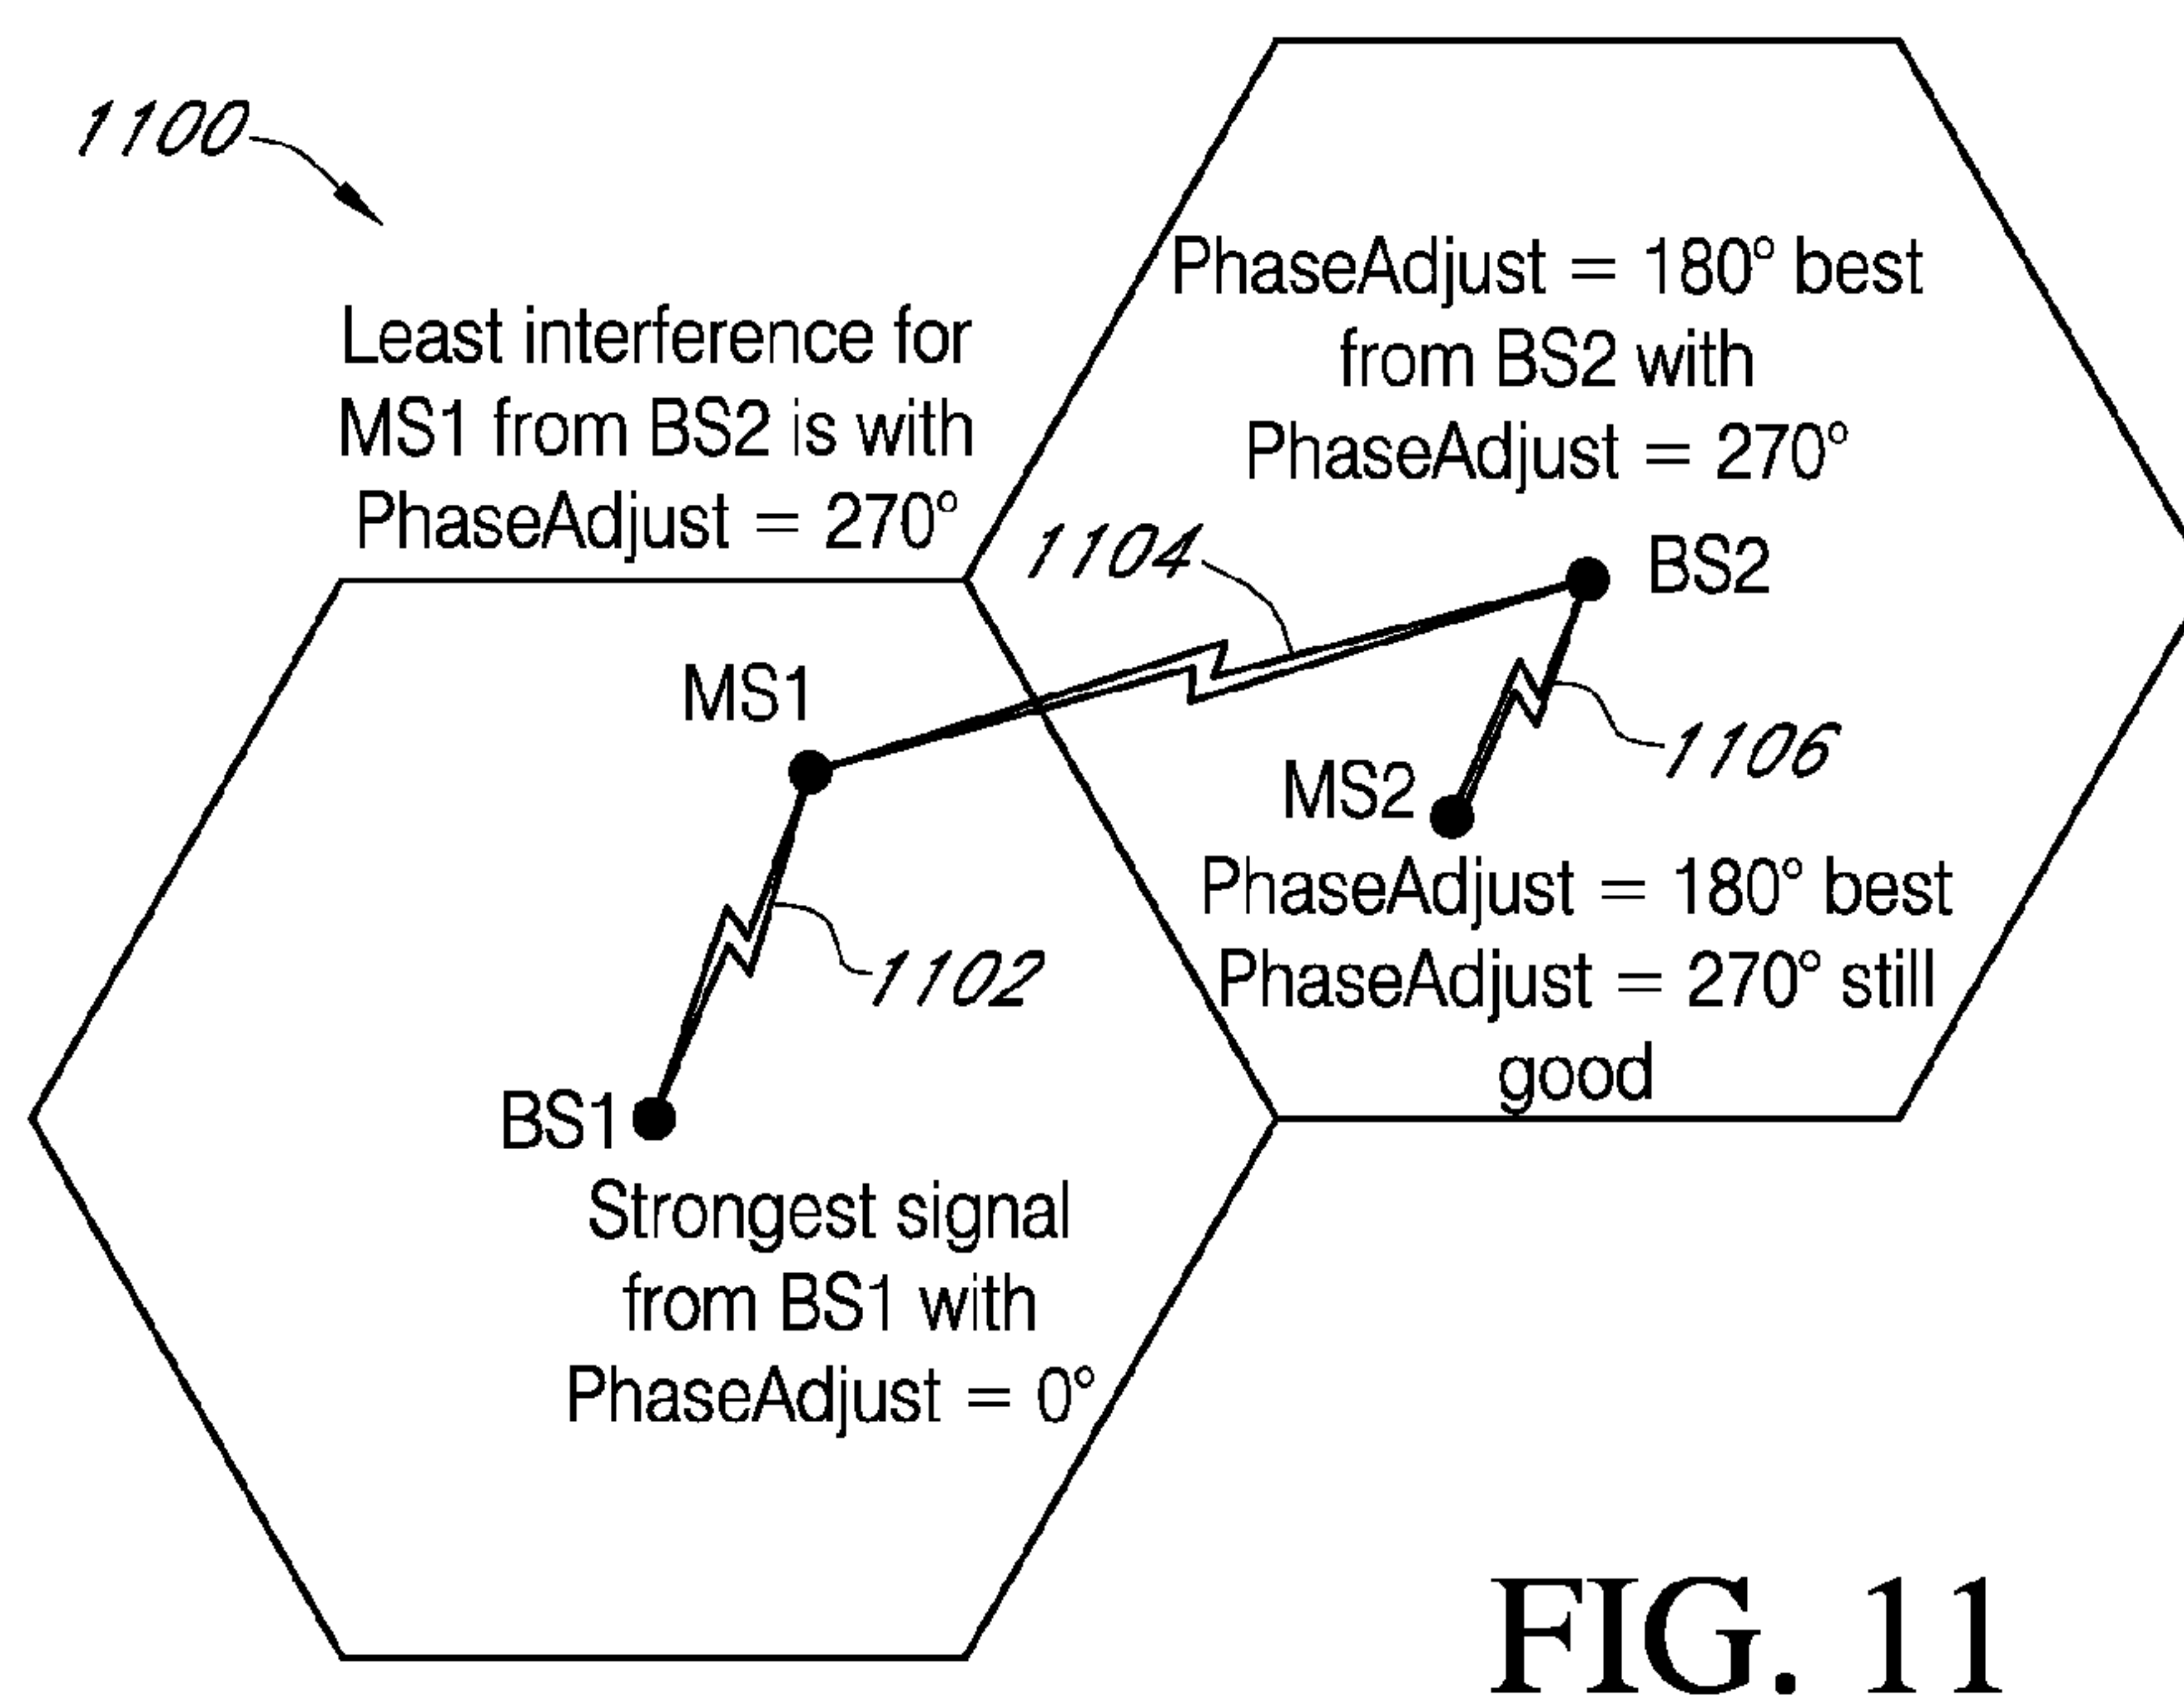 1100
PhaseAdjust = 180° best
from BS2 with
PhaseAdjust = 270°
Least interference for
MS1 from BS2 is with
PhaseAdjust = 270°
1104
BS2
MS1
1106
MS2
PhaseAdjust = 180° best
PhaseAdjust = 270° still
good
1102
BS1
Strongest signal
from BS1 with
PhaseAdjust = 0°
FIG. 11